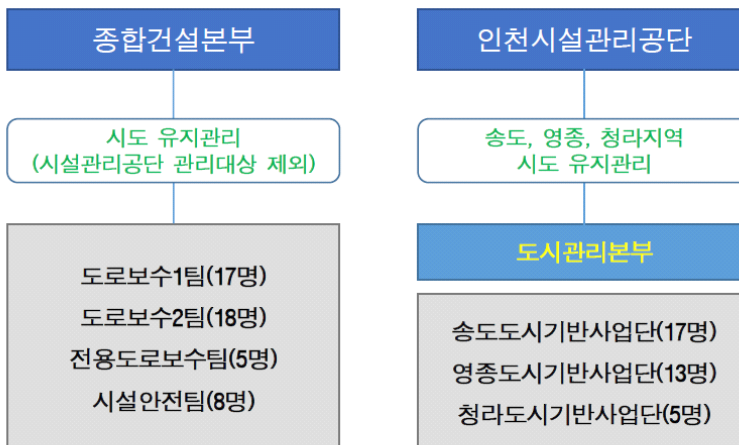 종합건설본부
시도 유지관리
(시설관리공단 관리대상 제외)
도로보수1팀(17명)
도로보수2팀(18명)
전용도로보수팀(5명)
시설안전팀(8명)
인천시설관리공단
송도, 영종, 청라지역
시도 유지관리
도시관리본부
송도도시기반사업단(17명)
영종도시기반사업단(13명)
청라도시기반사업단(5명)